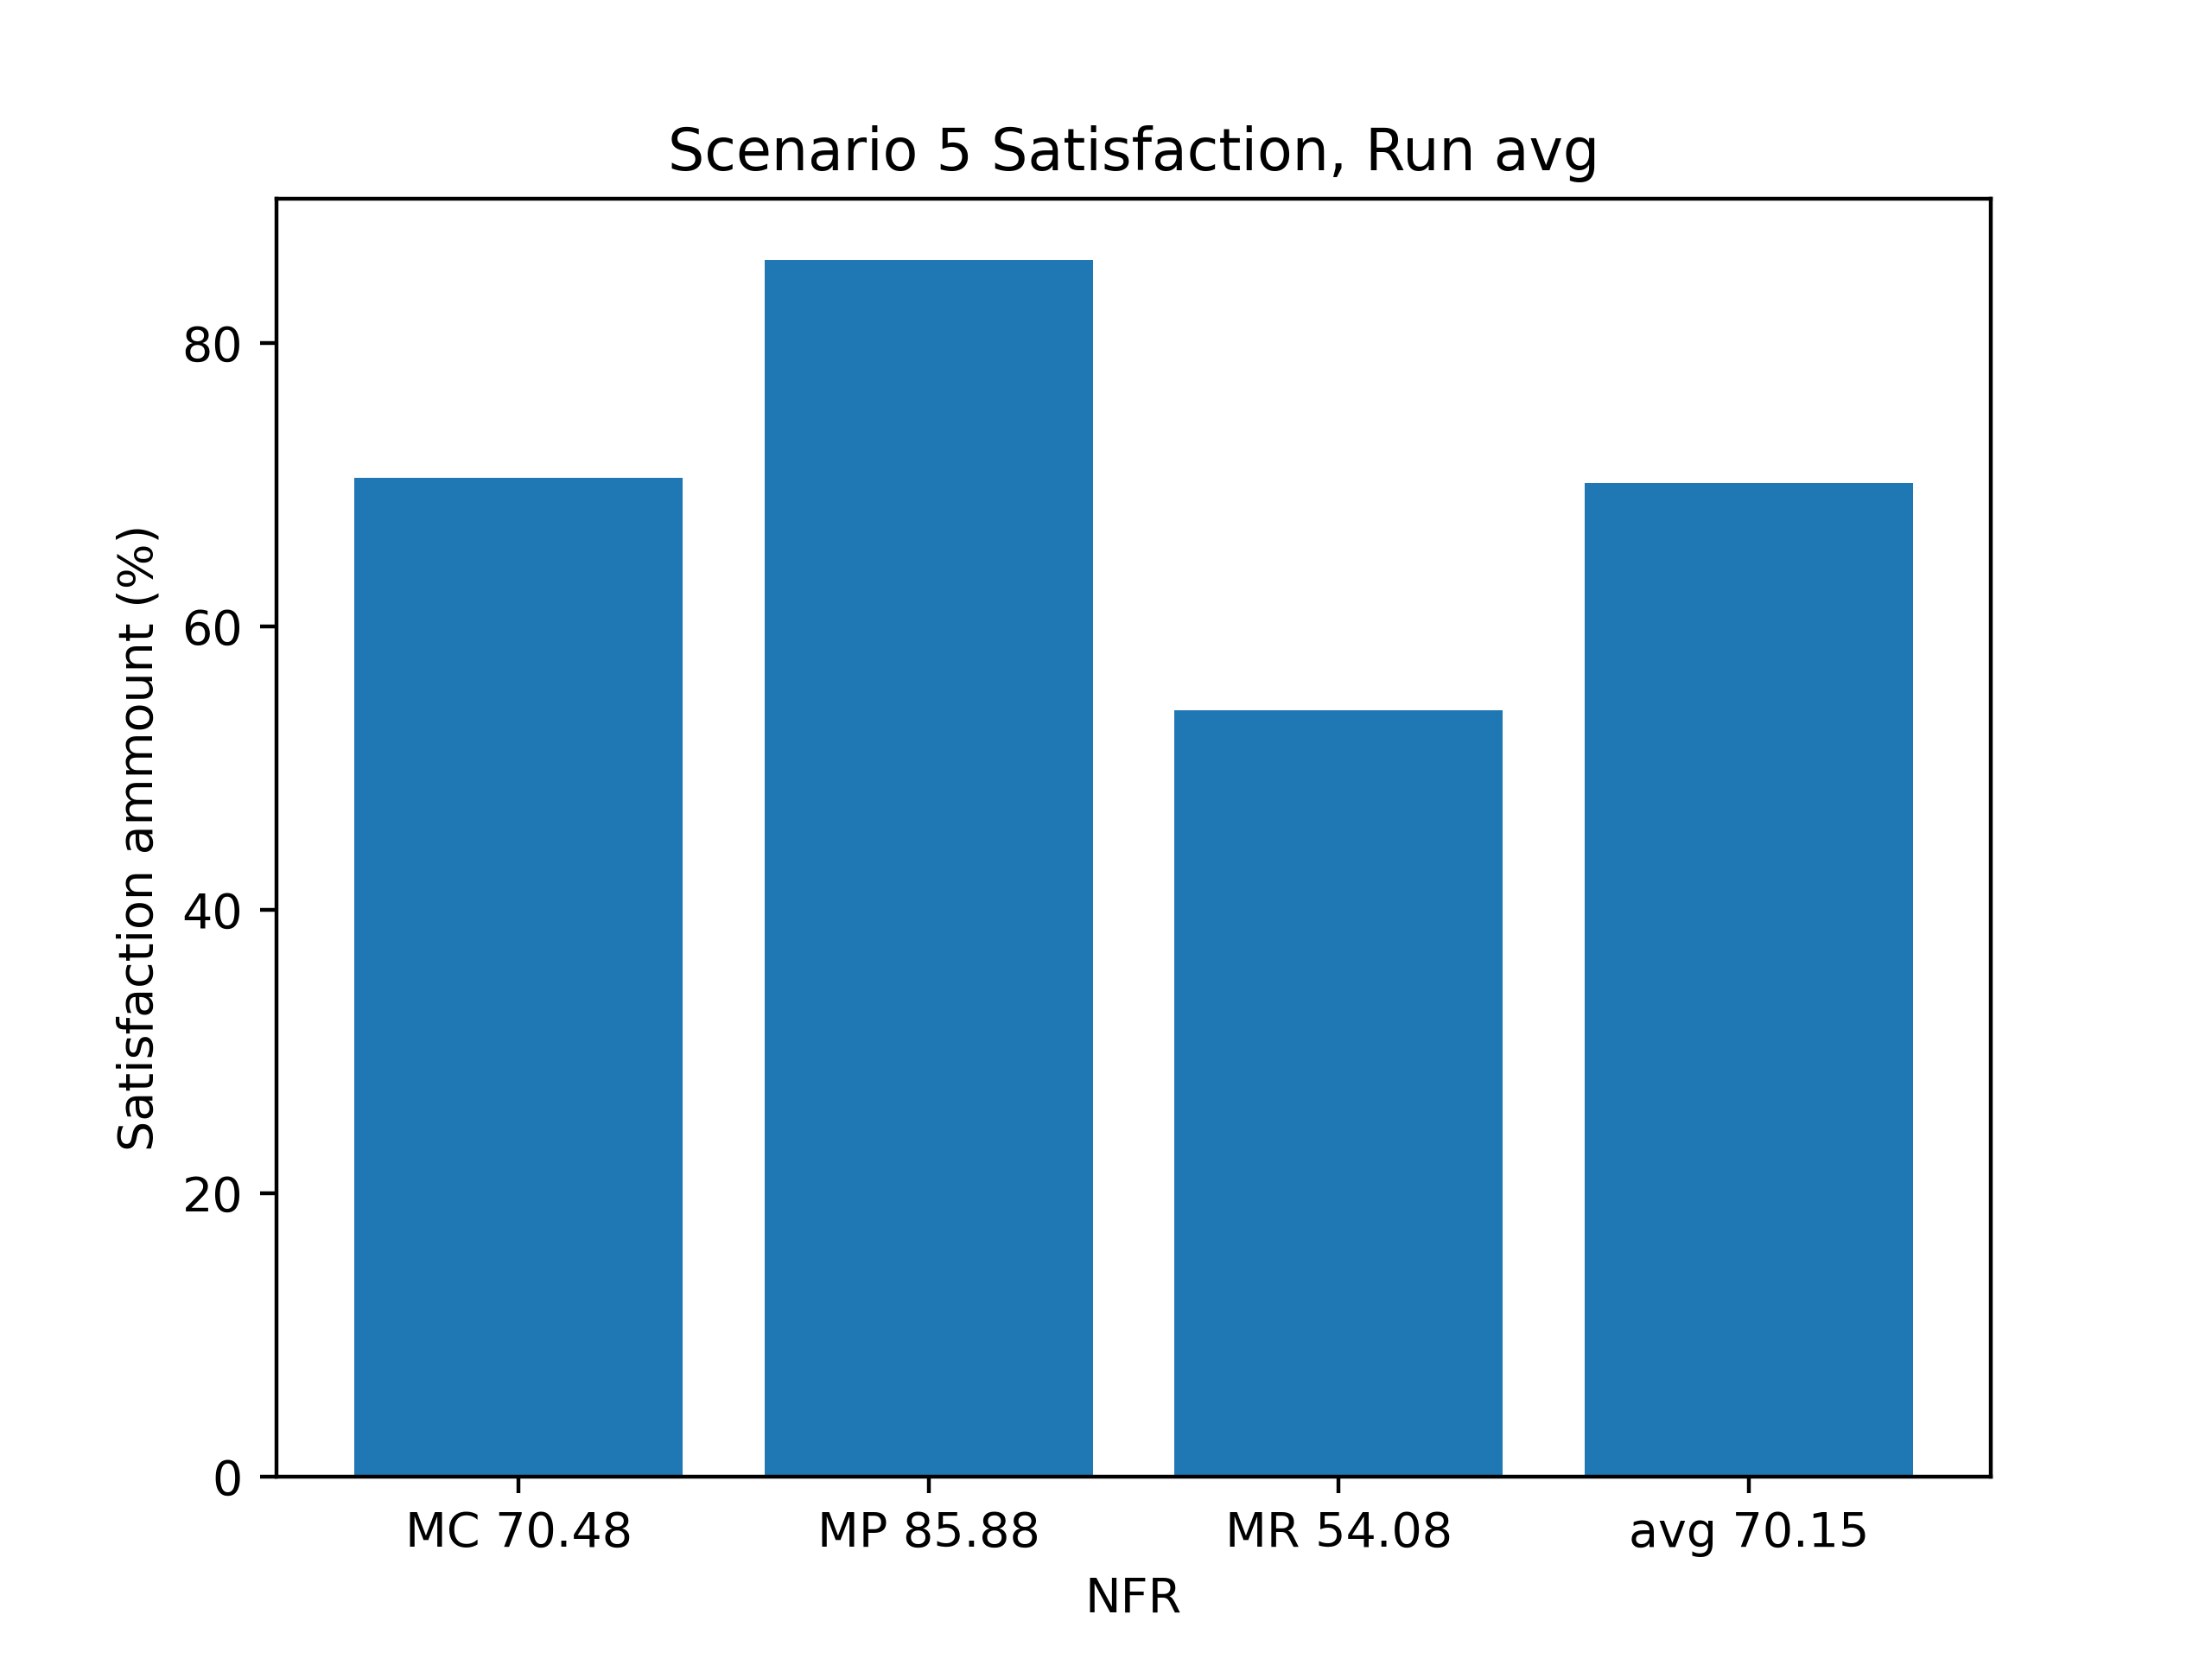 Scenario 5 Satisfaction, Run avg
Satisfaction ammount (%)
80
60
40
20
0
MC 70.48
MP 85.88
MR 54.08
avg 70.15
NFR